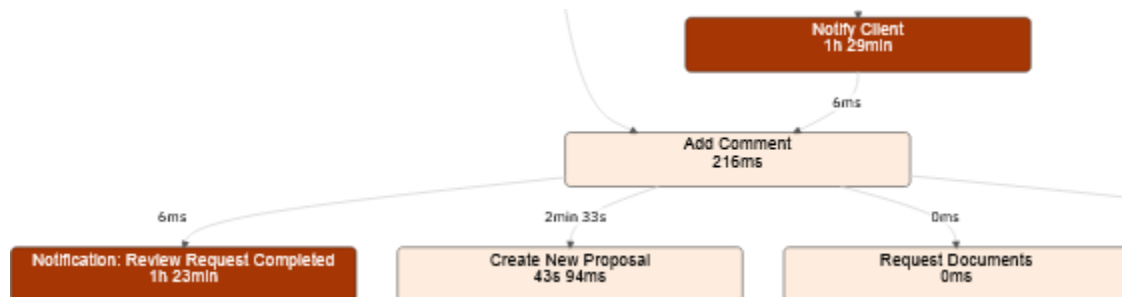 Notify Client
1h 29min
6ms
Add Comment
216ms
6ms
2min 33s
0ms
Notification: Review Request Completed
1h 23min
Create New Proposal
43s 94ms
Request Documents
0ms